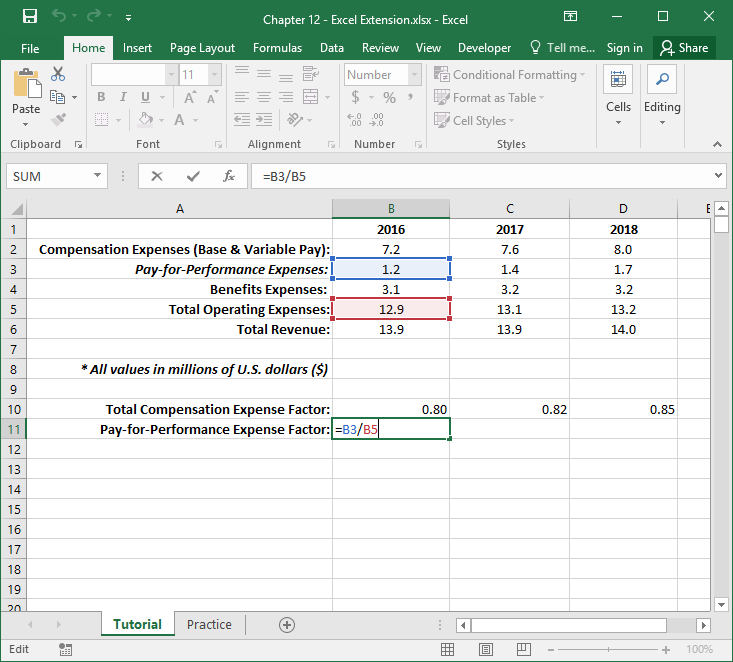 Chapter 12 - Excel Extension.xlsx - Excel
File Home Insert Page Layout Formulas Data Review View Developer Tell me... Sign in Share
Paste
11
B I U A A
A
Number
$ % ,
Conditional Formatting
Format as Table
Cell Styles
Cells
Editing
Clipboard Font Alignment Number Styles
SUM =B3/B5
fx
A B C D E
1 2016 2017 2018
2 Compensation Expenses (Base & Variable Pay): 7.2 7.6 8.0
3 Pay-for-Performance Expenses: 1.2 1.4 1.7
4 Benefits Expenses: 3.1 3.2 3.2
5 Total Operating Expenses: 12.9 13.1 13.2
6 Total Revenue: 13.9 13.9 14.0
7
8 * All values in millions of U.S. dollars ($)
9
10 Total Compensation Expense Factor: 0.80 0.82 0.85
11 Pay-for-Performance Expense Factor: =B3/B5
12
13
14
15
16
17
18
19
20
Tutorial Practice
Edit 100%